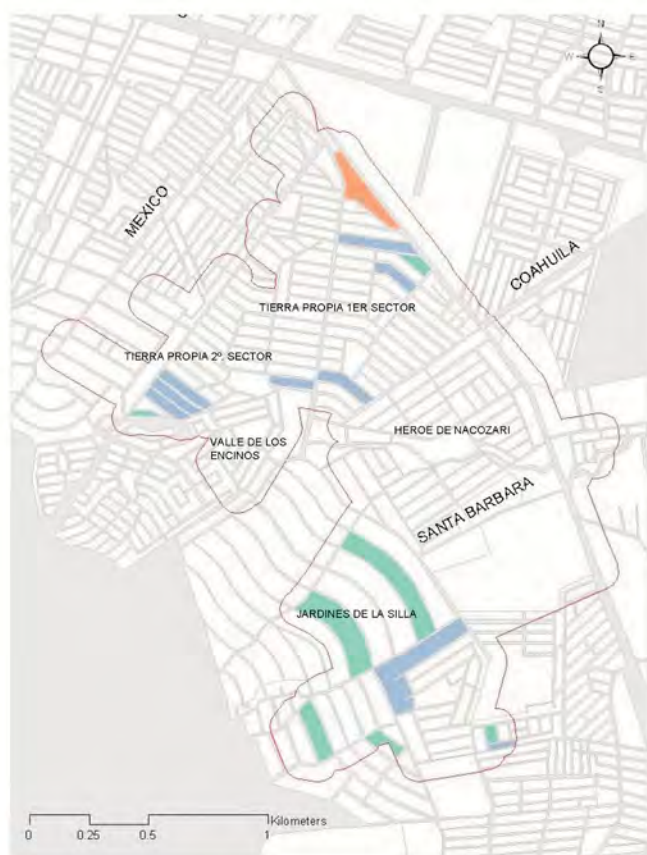 N
W
E
S
MEXICO
COAHUILA
TIERRA PROPIA 1ER SECTOR
TIERRA PROPIA 2º. SECTOR
VALLE DE LOS
ENCINOS
HEROE DE NACOZARI
SANTA BARBARA
JARDINES DE LA SILLA
Kilometers
0
0.25
0.5
1